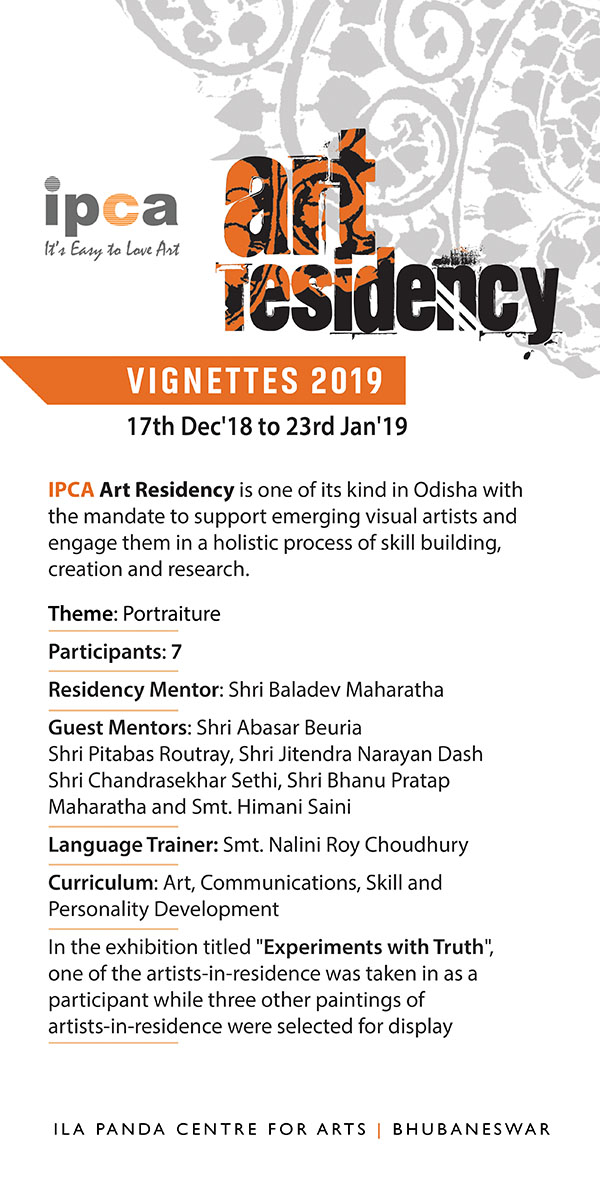 ipca
It's Easy to Love Art
art
residency
VIGNETTES 2019
17th Dec'18 to 23rd Jan'19
IPCA Art Residency is one of its kind in Odisha with
the mandate to support emerging visual artists and
engage them in a holistic process of skill building,
creation and research.
Theme: Portraiture
Participants: 7
Residency Mentor: Shri Baladev Maharatha
Guest Mentors: Shri Abasar Beuria
Shri Pitabas Routray, Shri Jitendra Narayan Dash
Shri Chandrasekhar Sethi, Shri Bhanu Pratap
Maharatha and Smt. Himani Saini
Language Trainer: Smt. Nalini Roy Choudhury
Curriculum: Art, Communications, Skill and
Personality Development
In the exhibition titled "Experiments with Truth",
one of the artists-in-residence was taken in as a
participant while three other paintings of
artists-in-residence were selected for display
ILA PANDA CENTRE FOR ARTS | BHUBANESWAR